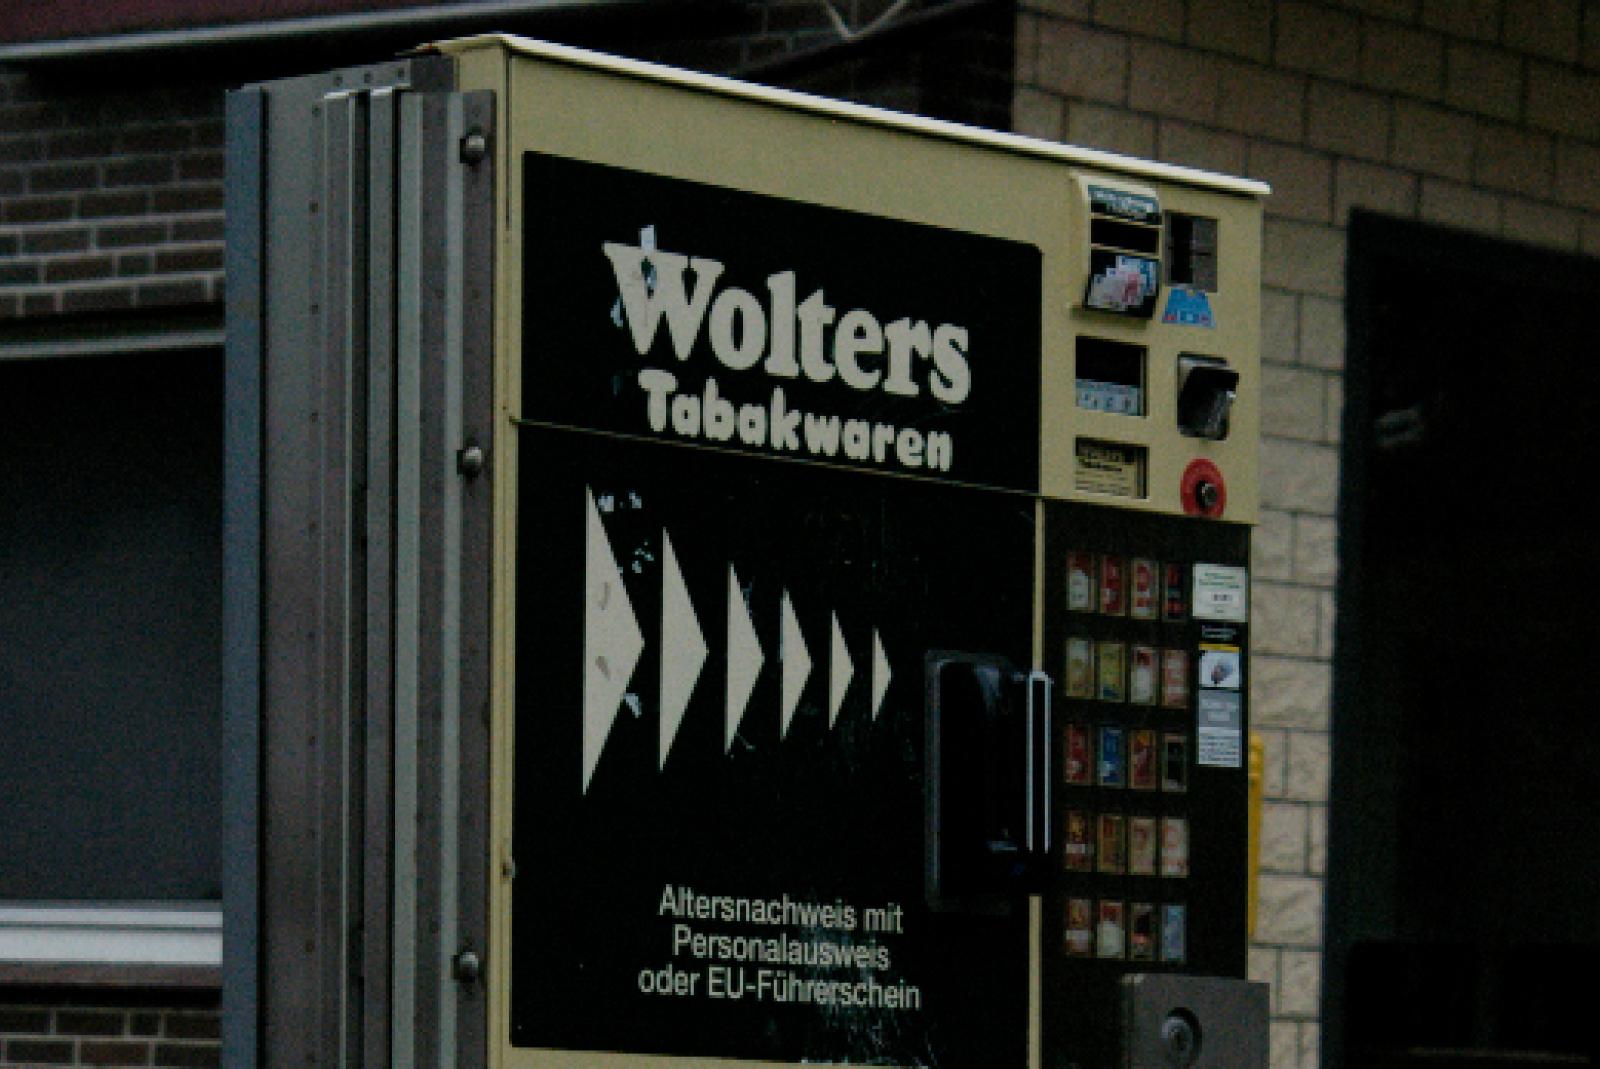 Wolters
Tabakwaren
Altersnachweis mit
Personalausweis
oder EU-Führerschein